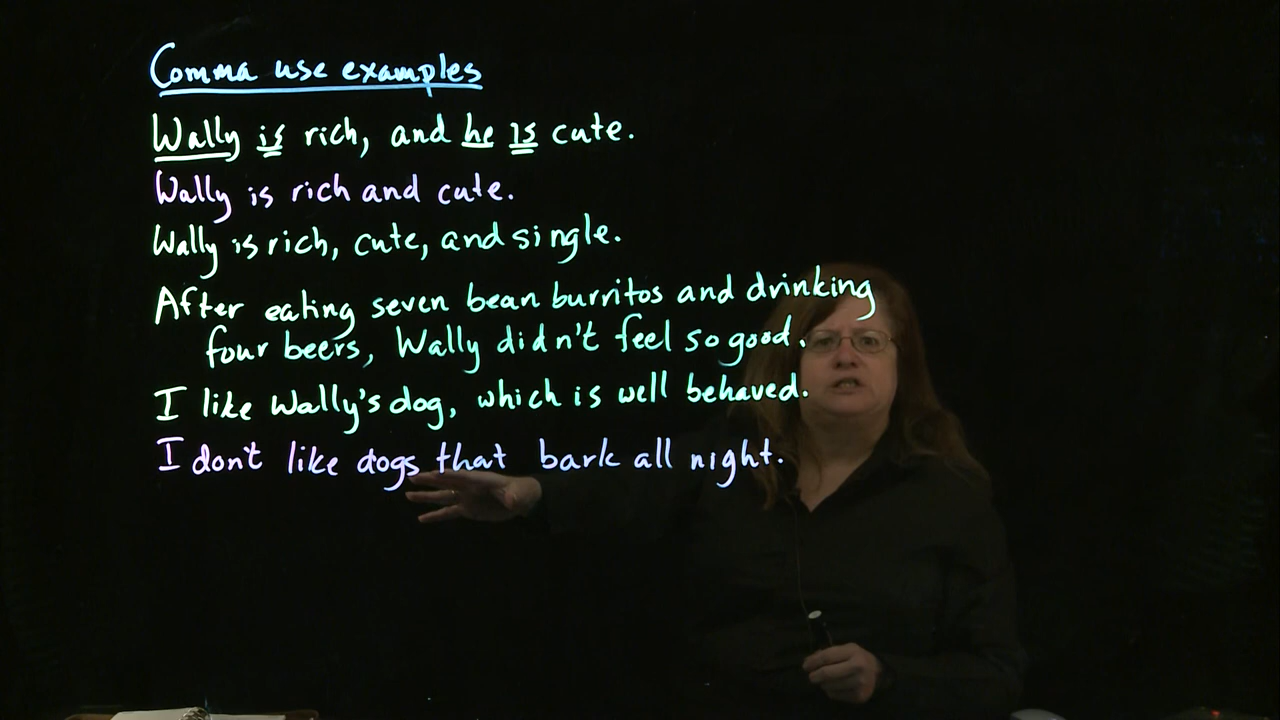 Comma use examples
Wally is rich, and he is cute.
Wally is rich and cute.
Wally is rich, cute, and single.
After eating seven bean burritos and drinking
four beers, Wally didn't feel so good.
I like Wally's dog, which is well behaved.
I don't like dogs that bark all night.